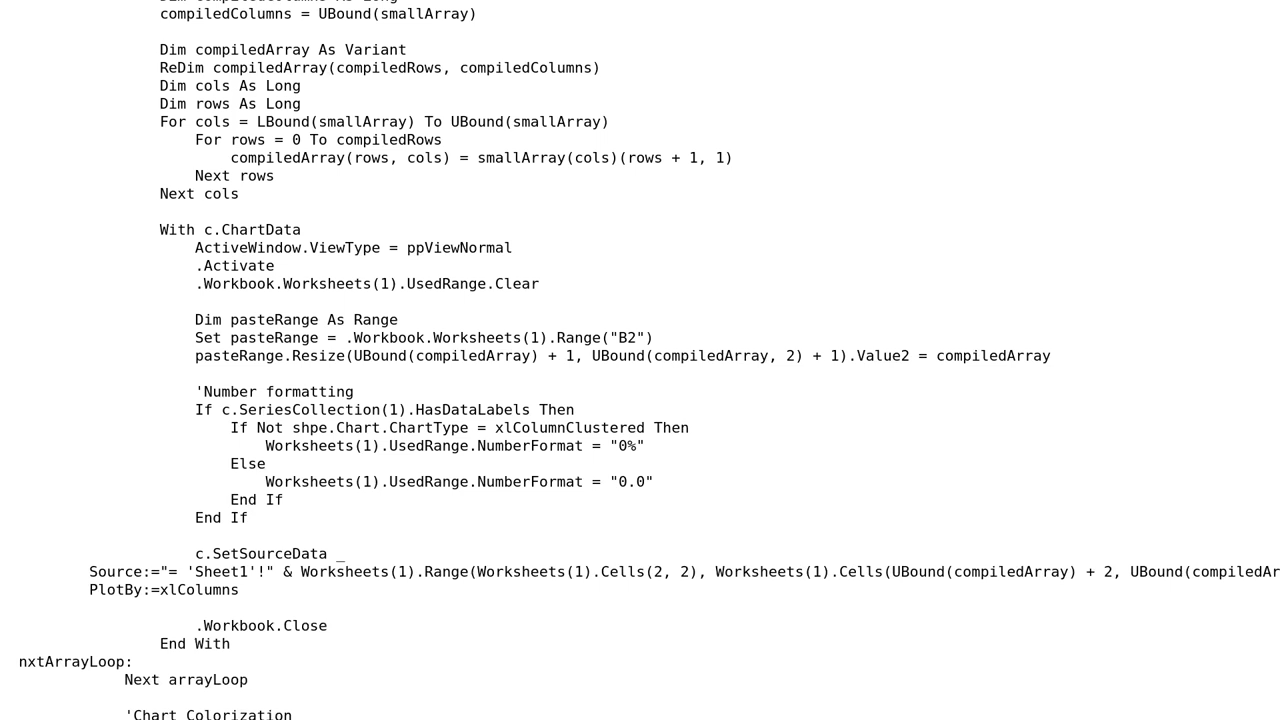 compiledColumns = UBound(smallArray)
Dim compiledArray As Variant
ReDim compiledArray(compiledRows, compiledColumns)
Dim cols As Long
Dim rows As Long
For cols = LBound(smallArray) To UBound(smallArray)
For rows = 0 To compiledRows
compiledArray(rows, cols) = smallArray(cols)(rows + 1, 1)
Next rows
Next cols
With c.ChartData
ActiveWindow.ViewType = ppViewNormal
.Activate
.Workbook.Worksheets(1).UsedRange.Clear
Dim pasteRange As Range
Set pasteRange = .Workbook.Worksheets(1).Range("B2")
pasteRange.Resize(UBound(compiledArray) + 1, UBound(compiledArray, 2) + 1).Value2 = compiledArray
'Number formatting
If c.SeriesCollection(1).HasDataLabels Then
If Not shpe.Chart.ChartType = xlColumnClustered Then
Worksheets(1).UsedRange.NumberFormat = "0%"
Else
Worksheets(1).UsedRange.NumberFormat = "0.0"
End If
End If
c.SetSourceData _
Source:="= 'Sheet1'!" & Worksheets(1).Range(Worksheets(1).Cells(2, 2), Worksheets(1).Cells(UBound(compiledArray) + 2, UBound(compiledAr
PlotBy:=xlColumns
.Workbook.Close
End With
nxtArrayLoop:
Next arrayLoop
'Chart Colorization